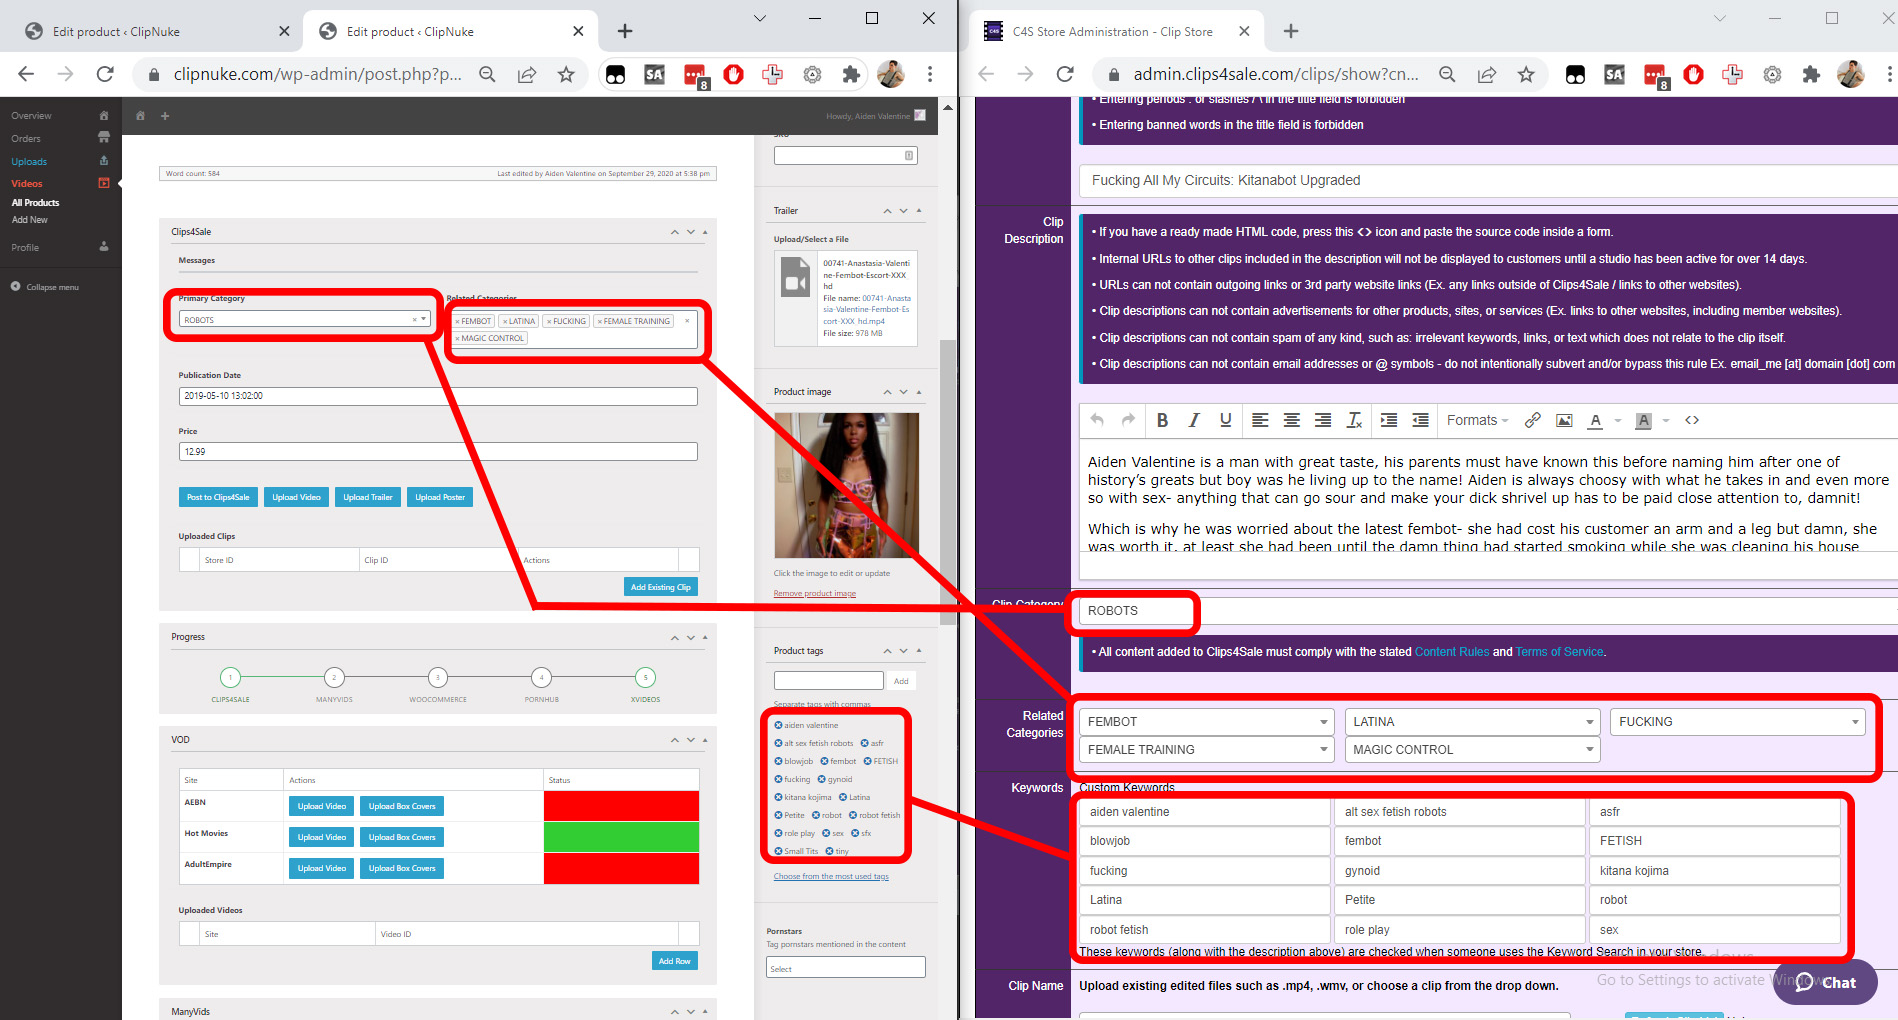 Edit product ‹ ClipNuke
Edit product ‹ ClipNuke
clipnuke.com/wp-admin/post.php?p...
SA
8
Overview
Orders
Uploads
Videos
All Products
Add New
Profile
Collapse menu
Howdy, Aiden Valentine
Word count: 584
Last edited by Aiden Valentine on September 29, 2020 at 5:38 pm
Clips4Sale
Messages
Primary Category
ROBOTS
Related Categories
× FEMBOT
× LATINA
× FUCKING
× FEMALE TRAINING
× MAGIC CONTROL
Publication Date
2019-05-10 13:02:00
Price
12.99
Post to Clips4Sale
Upload Video
Upload Trailer
Upload Poster
Uploaded Clips
Store ID
Clip ID
Actions
Add Existing Clip
Progress
1
2
3
4
5
CLIPS4SALE
MANYVIDS
WOOCOMMERCE
PORNHUB
XVIDEOS
VOD
Site
Actions
Status
AEBN
Upload Video
Upload Box Covers
Hot Movies
Upload Video
Upload Box Covers
AdultEmpire
Upload Video
Upload Box Covers
Uploaded Videos
Site
Video ID
Add Row
ManyVids
SKU
Trailer
Upload/Select a File
00741-Anastasia-Valenti
ne-Fembot-Escort-XXX
hd
File name: 00741-Anasta
sia-Valentine-Fembot-Es
cort-XXX_hd.mp4
File size: 978 MB
Product image
Click the image to edit or update
Remove product image
Product tags
Add
Separate tags with commas
aiden valentine
alt sex fetish robots
asfr
blowjob
fembot
FETISH
fucking
gynoid
kitana kojima
Latina
Petite
robot
robot fetish
role play
sex
sfx
Small Tits
tiny
Choose from the most used tags
Pornstars
Tag pornstars mentioned in the content
Select
C4S Store Administration - Clip Store
admin.clips4sale.com/clips/show?cn...
SA
8
• Entering periods . or slashes / \ in the title field is forbidden
• Entering banned words in the title field is forbidden
Fucking All My Circuits: Kitanabot Upgraded
Clip
Description
• If you have a ready made HTML code, press this <> icon and paste the source code inside a form.
• Internal URLs to other clips included in the description will not be displayed to customers until a studio has been active for over 14 days.
• URLs can not contain outgoing links or 3rd party website links (Ex. any links outside of Clips4Sale / links to other websites).
• Clip descriptions can not contain advertisements for other products, sites, or services (Ex. links to other websites, including member websites).
• Clip descriptions can not contain spam of any kind, such as: irrelevant keywords, links, or text which does not relate to the clip itself.
• Clip descriptions can not contain email addresses or @ symbols - do not intentionally subvert and/or bypass this rule Ex. email_me [at] domain [dot] com
B I U
Formats
A
A
Aiden Valentine is a man with great taste, his parents must have known this before naming him after one of
history’s greats but boy was he living up to the name! Aiden is always choosy with what he takes in and even more
so with sex- anything that can go sour and make your dick shrivel up has to be paid close attention to, damnit!
Which is why he was worried about the latest fembot- she had cost his customer an arm and a leg but damn, she
was worth it, at least she had been until the damn thing had started smoking while she was cleaning his house
Clip Category
ROBOTS
• All content added to Clips4Sale must comply with the stated Content Rules and Terms of Service.
Related
Categories
FEMBOT
LATINA
FUCKING
FEMALE TRAINING
MAGIC CONTROL
Keywords
Custom Keywords
aiden valentine
alt sex fetish robots
asfr
blowjob
fembot
FETISH
fucking
gynoid
kitana kojima
Latina
Petite
robot
robot fetish
role play
sex
These keywords (along with the description above) are checked when someone uses the Keyword Search in your store.
Clip Name
Upload existing edited files such as .mp4, .wmv, or choose a clip from the drop down.
Go to Settings to activate Windows.
Chat